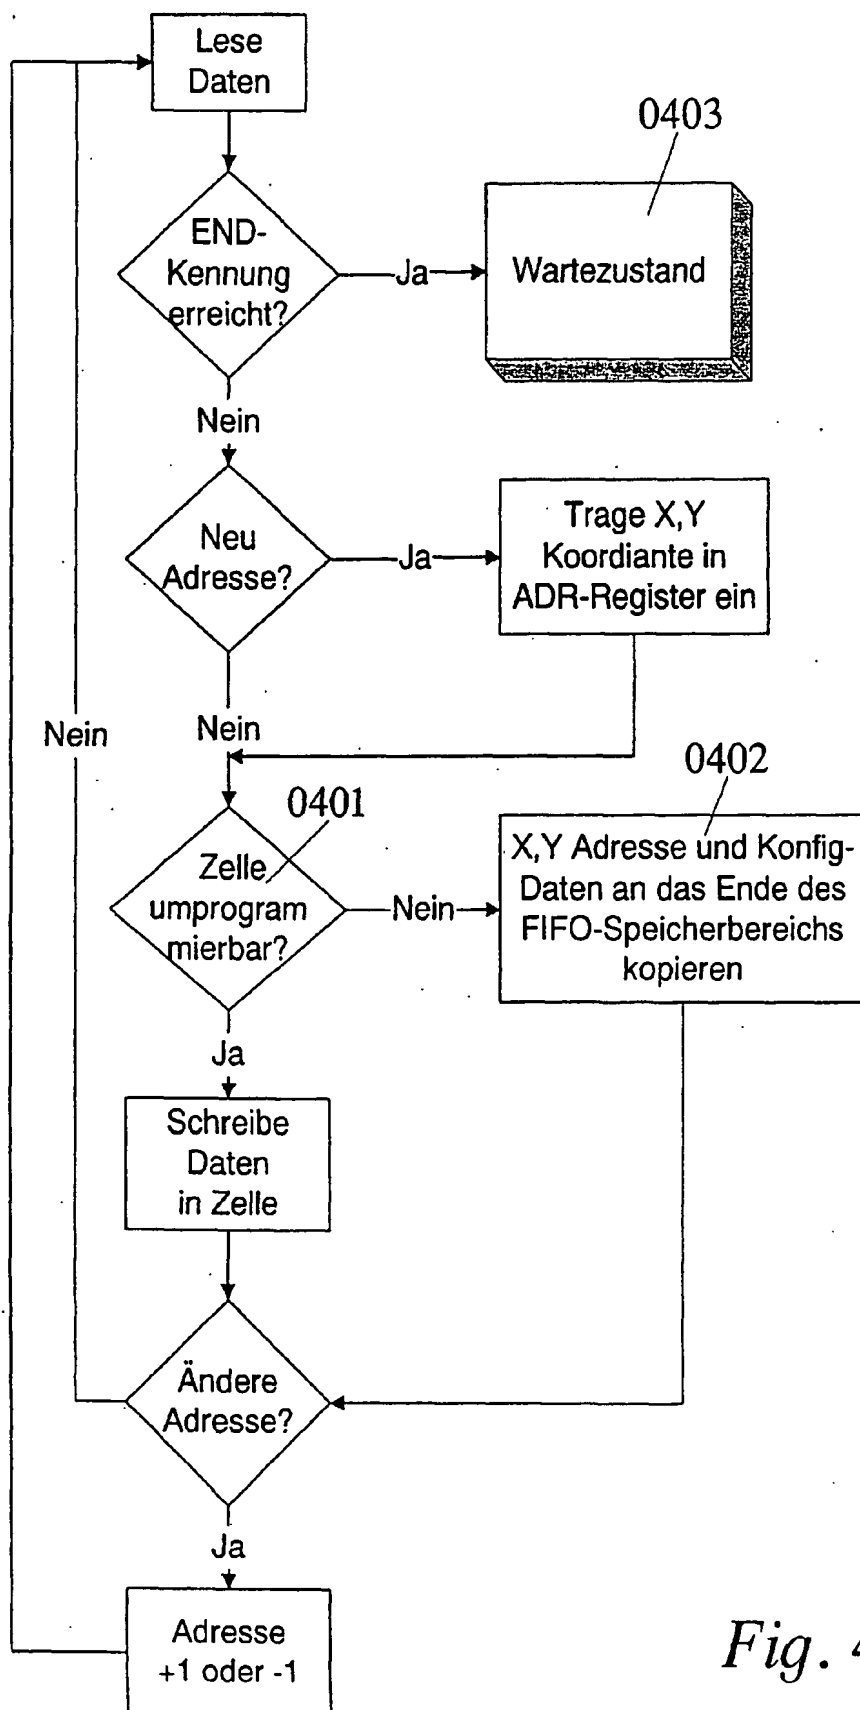 Lese
Daten
0403
END-
Kennung
erreicht?
Ja
Wartezustand
Nein
Neu
Adresse?
Ja
Trage X,Y
Koordiante in
ADR-Register ein
Nein
Nein
0401
0402
Zelle
umprogram
mierbar?
Nein
X,Y Adresse und Konfig-
Daten an das Ende des
FIFO-Speicherbereichs
kopieren
Ja
Schreibe
Daten
in Zelle
Ändere
Adresse?
Ja
Adresse
+1 oder -1
Fig. 4